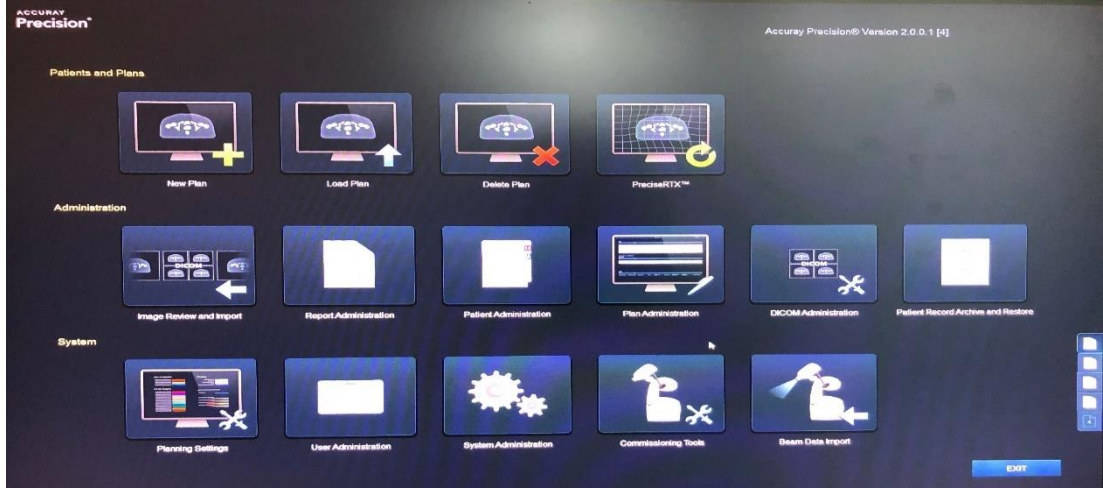 ACCURAY
Precision®
Accuray Precision® Version 2.0.0.1 [4]
Patients and Plans
New Plan
Load Plan
Delete Plan
PreciseRTX™
Administration
DICOM
DICOM
Image Review and Import
Report Administration
Patient Administration
Plan Administration
DICOM Administration
Patient Record Archive and Restore
System
Planning Settings
User Administration
System Administration
Commissioning Tools
Beam Data Import
EXIT